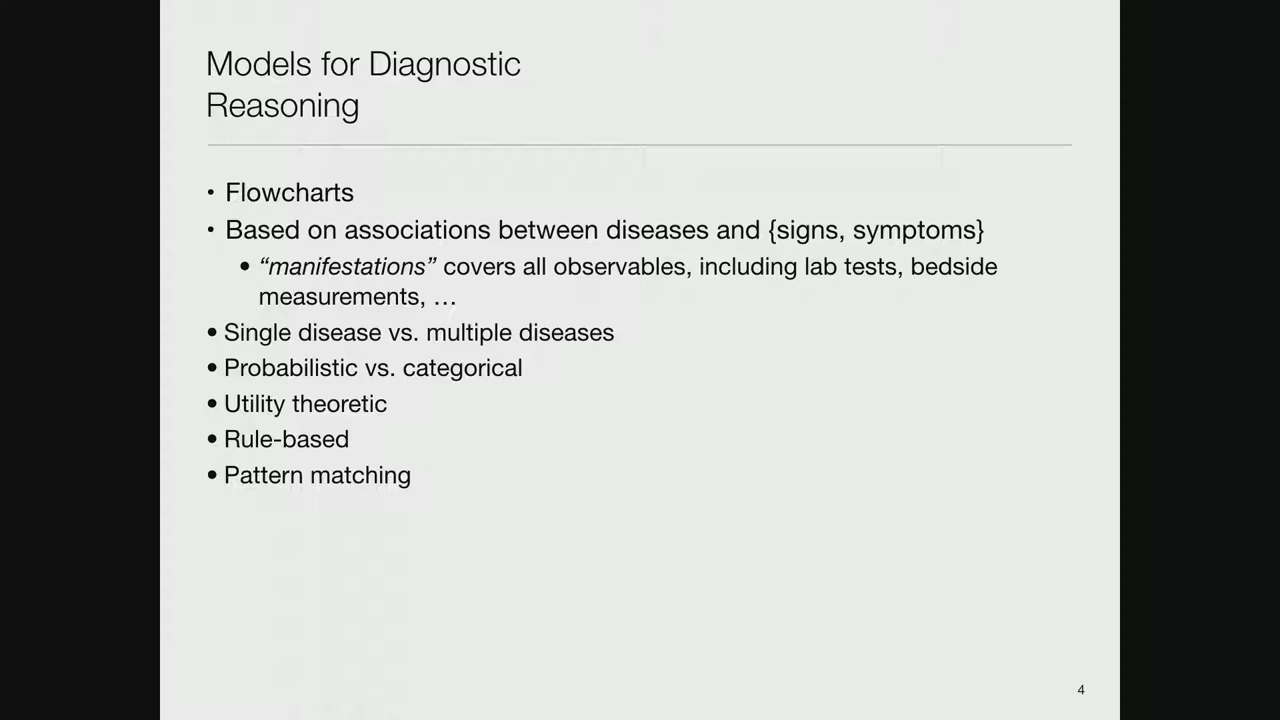 Models for Diagnostic
Reasoning
• Flowcharts
• Based on associations between diseases and {signs, symptoms}
• “manifestations” covers all observables, including lab tests, bedside
measurements, …
• Single disease vs. multiple diseases
• Probabilistic vs. categorical
• Utility theoretic
• Rule-based
• Pattern matching
4